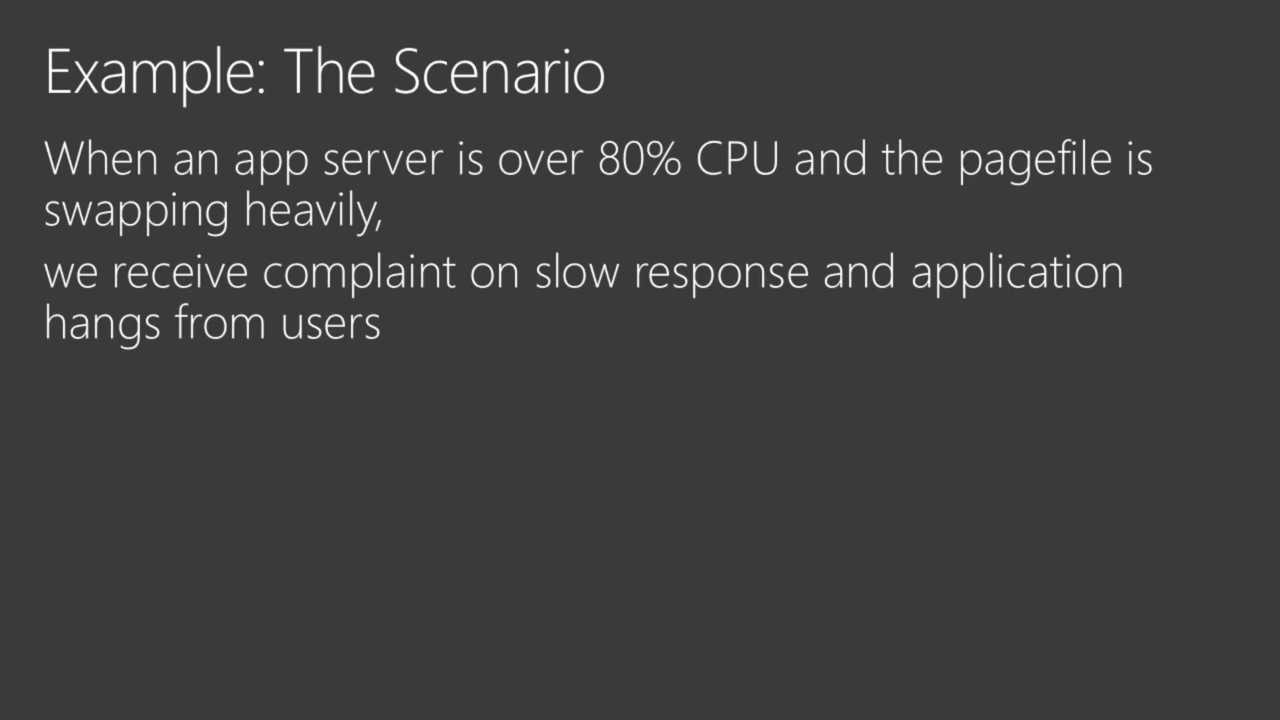 Example: The Scenario
When an app server is over 80% CPU and the pagefile is
swapping heavily,
we receive complaint on slow response and application
hangs from users